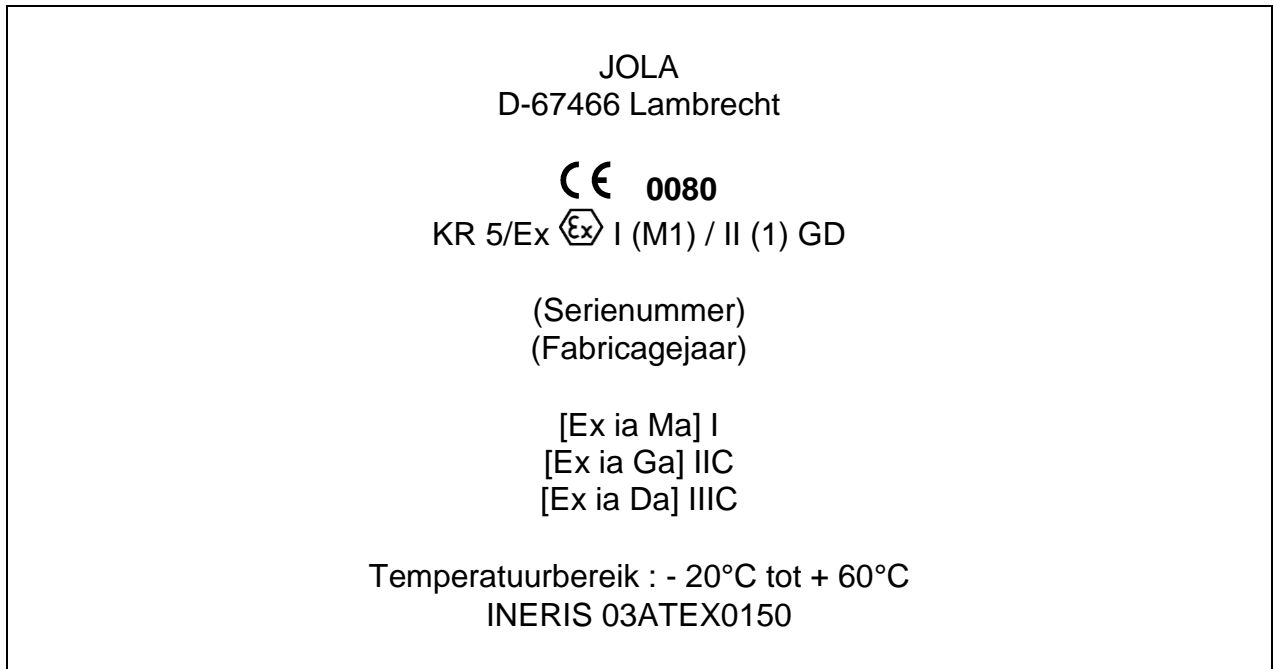 JOLA
D-67466 Lambrecht
CE 0080
KR 5/Ex Ex I (M1) / II (1) GD
(Serienummer)
(Fabricagejaar)
[Ex ia Ma] I
[Ex ia Ga] IIC
[Ex ia Da] IIIC
Temperatuurbereik : - 20°C tot + 60°C
INERIS 03ATEX0150